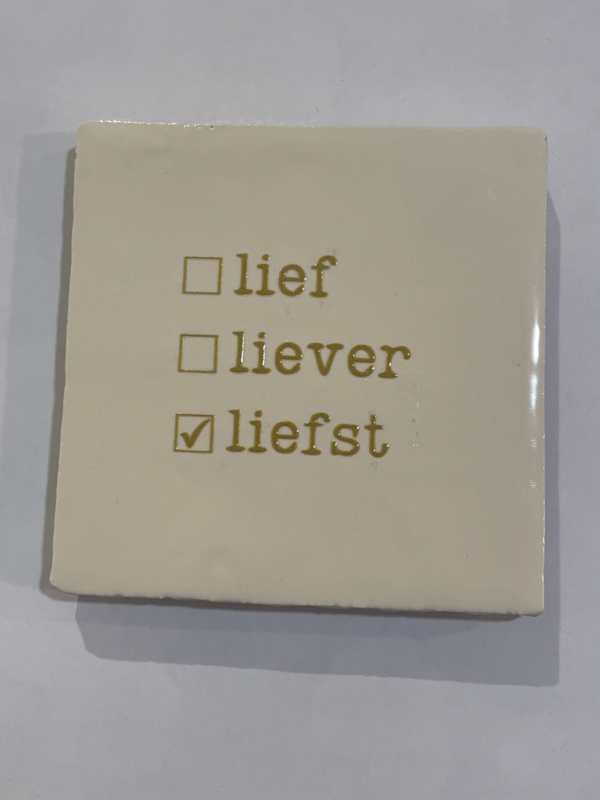 ☐ lief
☐ liever
☑ liefst